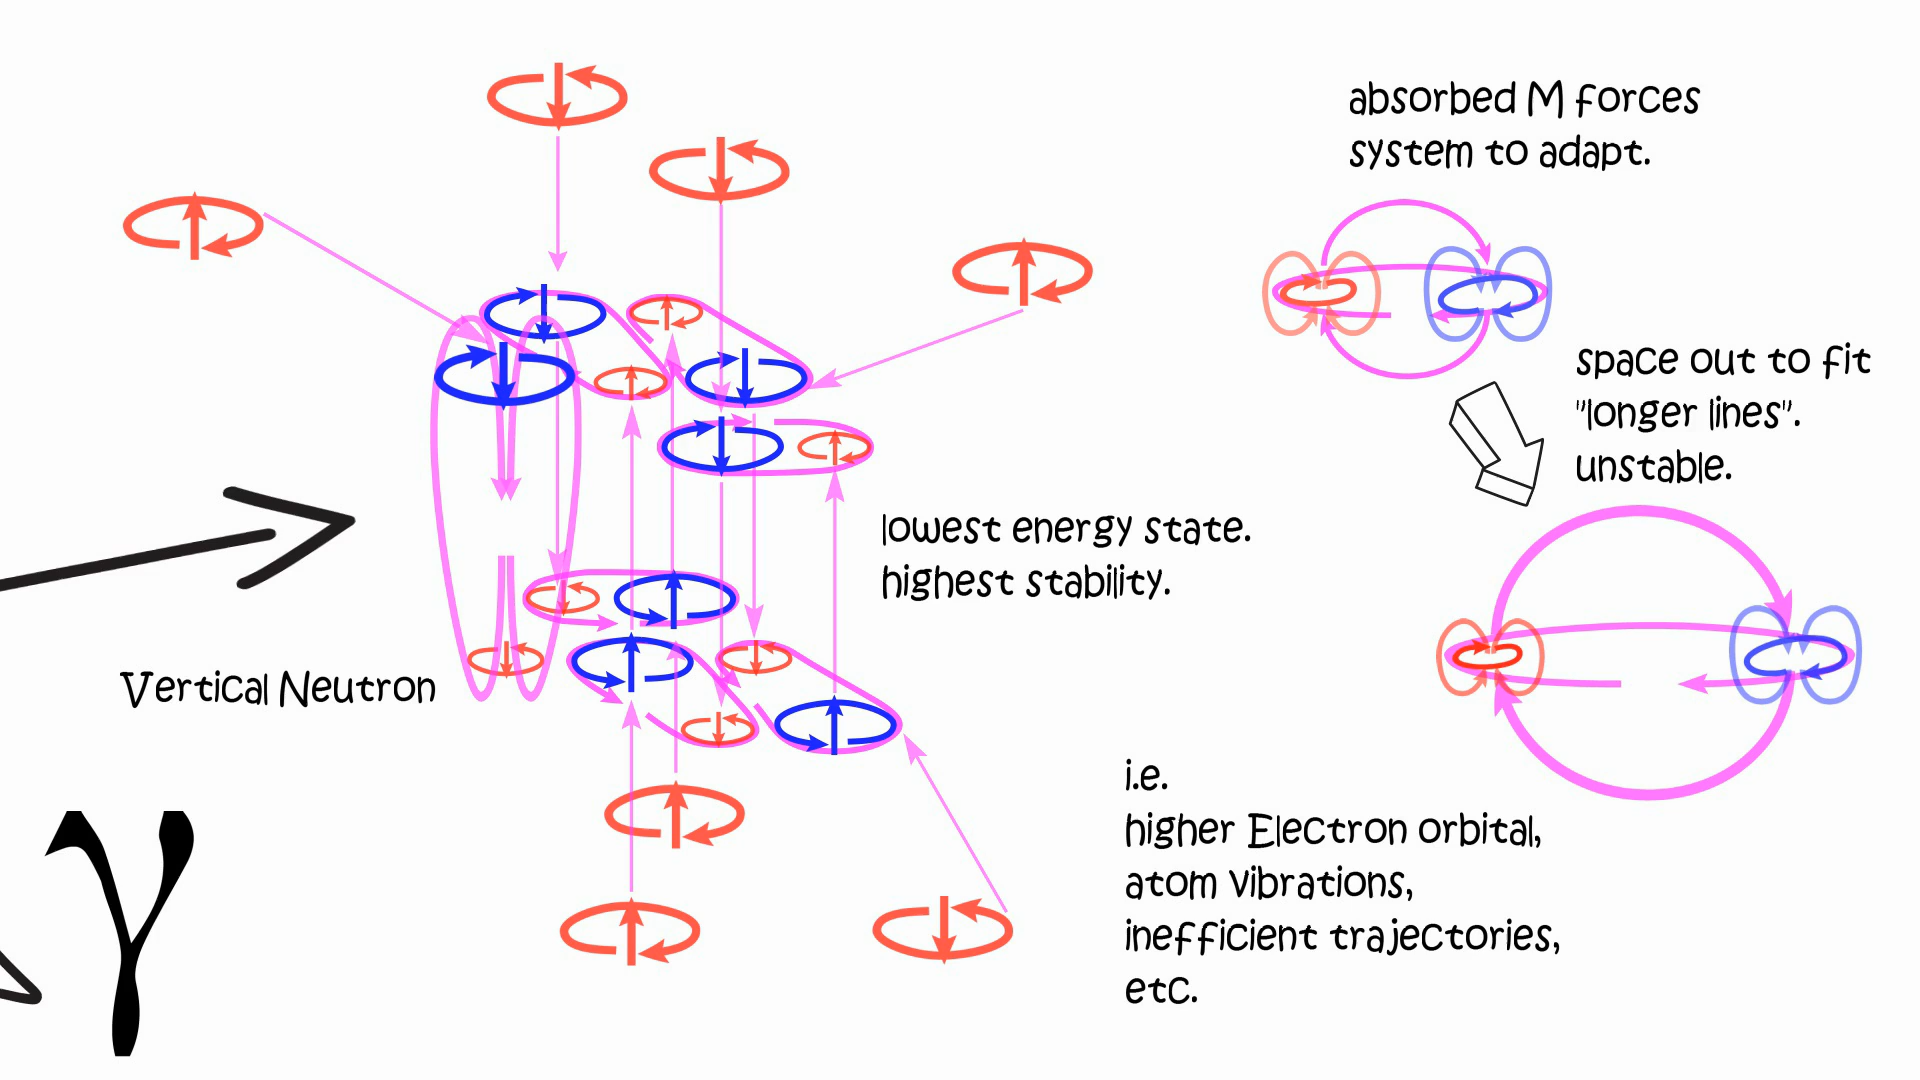 absorbed M forces
system to adapt.
space out to fit
"longer lines".
unstable.
lowest energy state.
highest stability.
Vertical Neutron
i.e.
higher Electron orbital,
atom vibrations,
inefficient trajectories,
etc.
γ